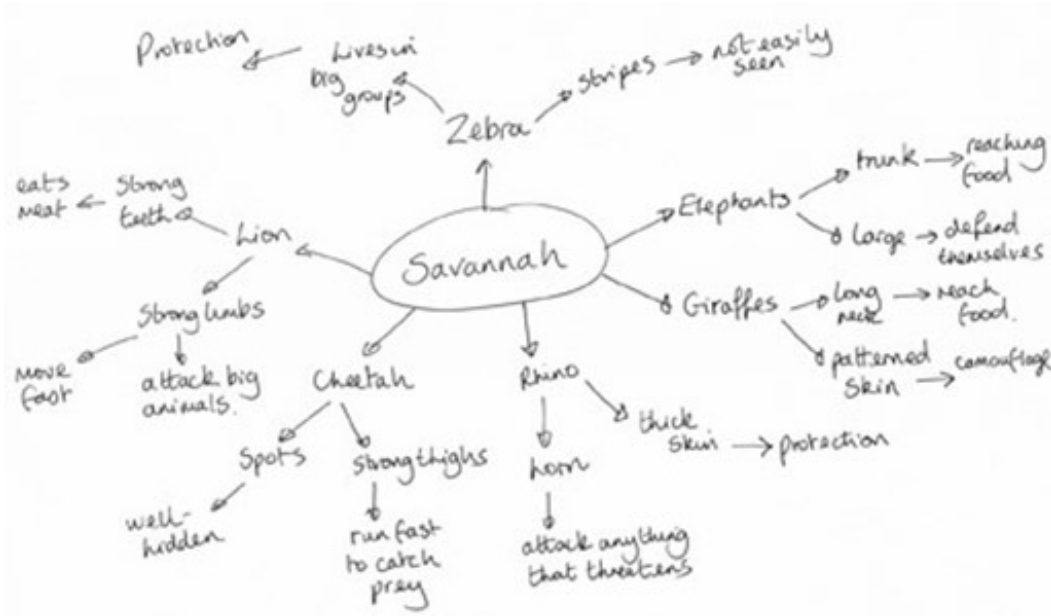 Protection
Lives in
big
groups
Zebra
stripes
not easily
seen
Elephants
trunk
reaching
food
large
defend
themselves
Savannah
Giraffes
long
neck
reach
food.
patterned
skin
camouflage
Lion
strong
teeth
eats
meat
Strong limbs
move
fast
attack big
animals.
Cheetah
Spots
well-
hidden
strong thighs
run fast
to catch
prey
Rhino
horn
attack anything
that threatens
thick
skin
protection